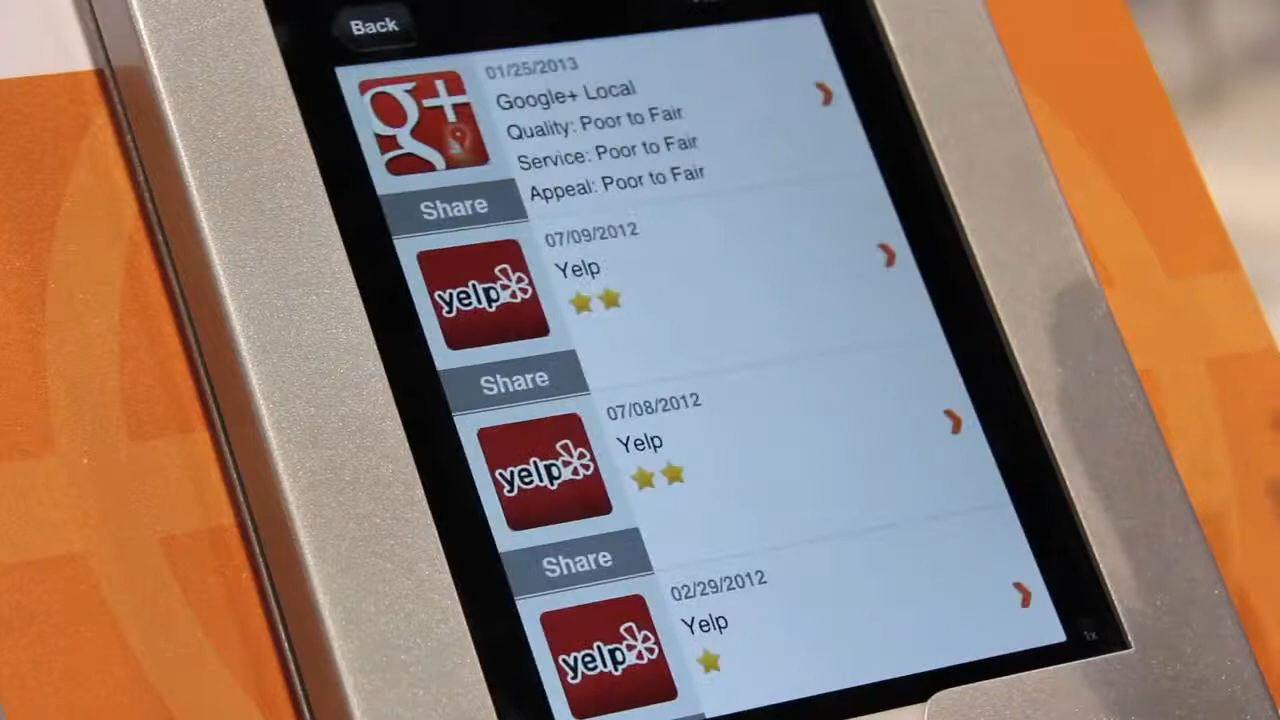 Back
01/25/2013
g+
Google+ Local
Quality: Poor to Fair
Service: Poor to Fair
Appeal: Poor to Fair
Share
07/09/2012
yelp
Yelp
Share
07/08/2012
yelp
Yelp
Share
02/29/2012
yelp
Yelp
1x